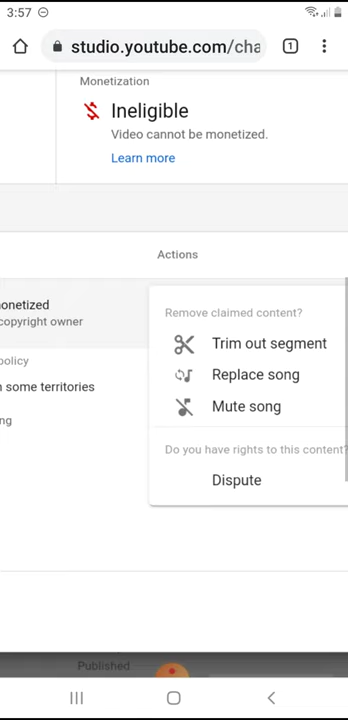 3:57
studio.youtube.com/cha
1
Monetization
Ineligible
Video cannot be monetized.
Learn more
Actions
onetized
copyright owner
policy
n some territories
ng
Remove claimed content?
Trim out segment
Replace song
Mute song
Do you have rights to this content?
Dispute
Published